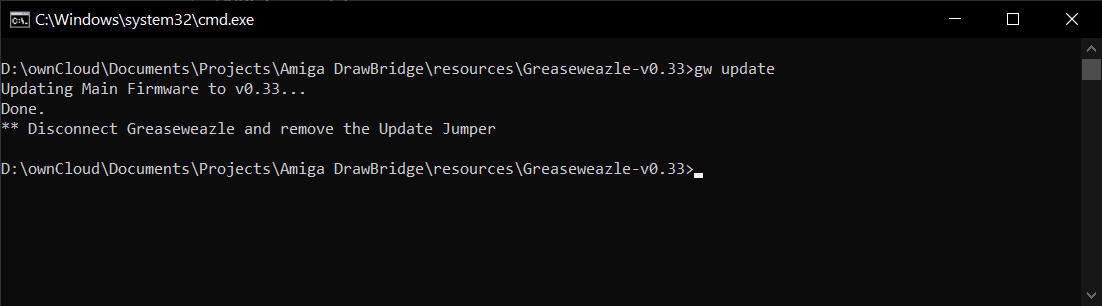 C:\Windows\system32\cmd.exe
D:\ownCloud\Documents\Projects\Amiga DrawBridge\resources\Greaseweazle-v0.33>gw update
Updating Main Firmware to v0.33...
Done.
** Disconnect Greaseweazle and remove the Update Jumper
D:\ownCloud\Documents\Projects\Amiga DrawBridge\resources\Greaseweazle-v0.33>